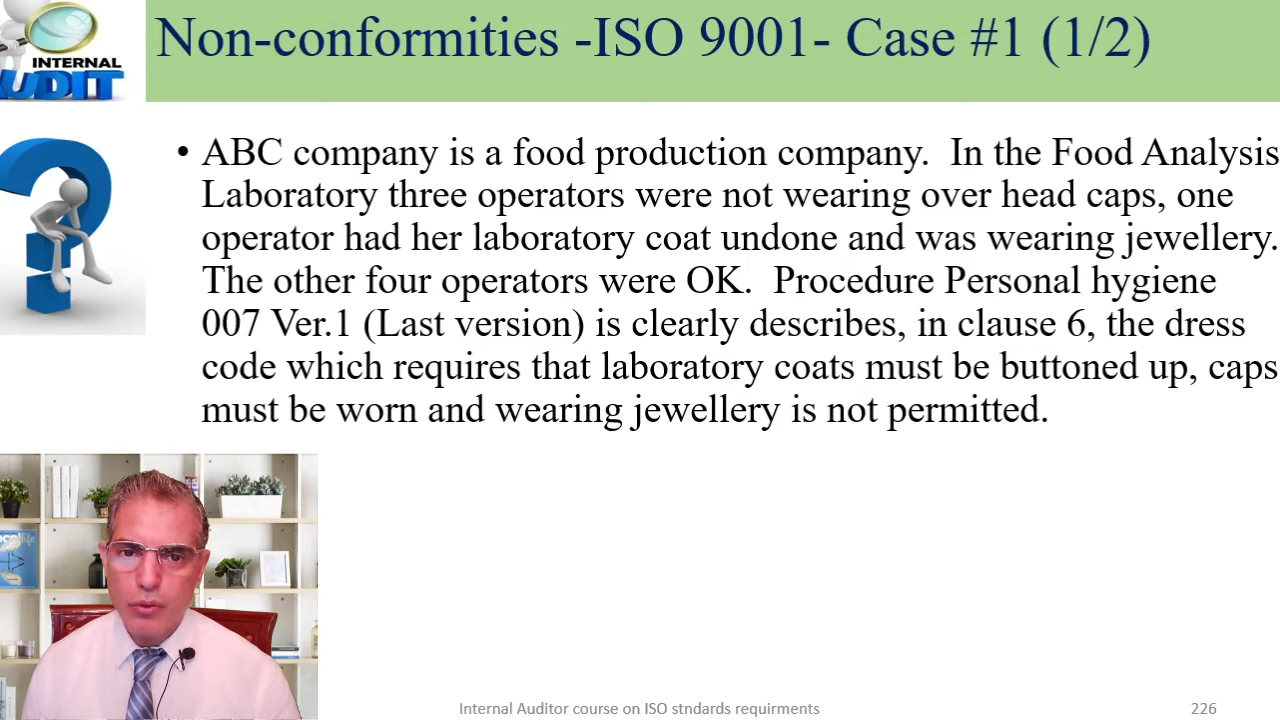 Non-conformities -ISO 9001- Case #1 (1/2)
INTERNAL
AUDIT
• ABC company is a food production company. In the Food Analysis
Laboratory three operators were not wearing over head caps, one
operator had her laboratory coat undone and was wearing jewellery.
The other four operators were OK. Procedure Personal hygiene
007 Ver.1 (Last version) is clearly describes, in clause 6, the dress
code which requires that laboratory coats must be buttoned up, caps
must be worn and wearing jewellery is not permitted.
Internal Auditor course on ISO stndards requirments
226